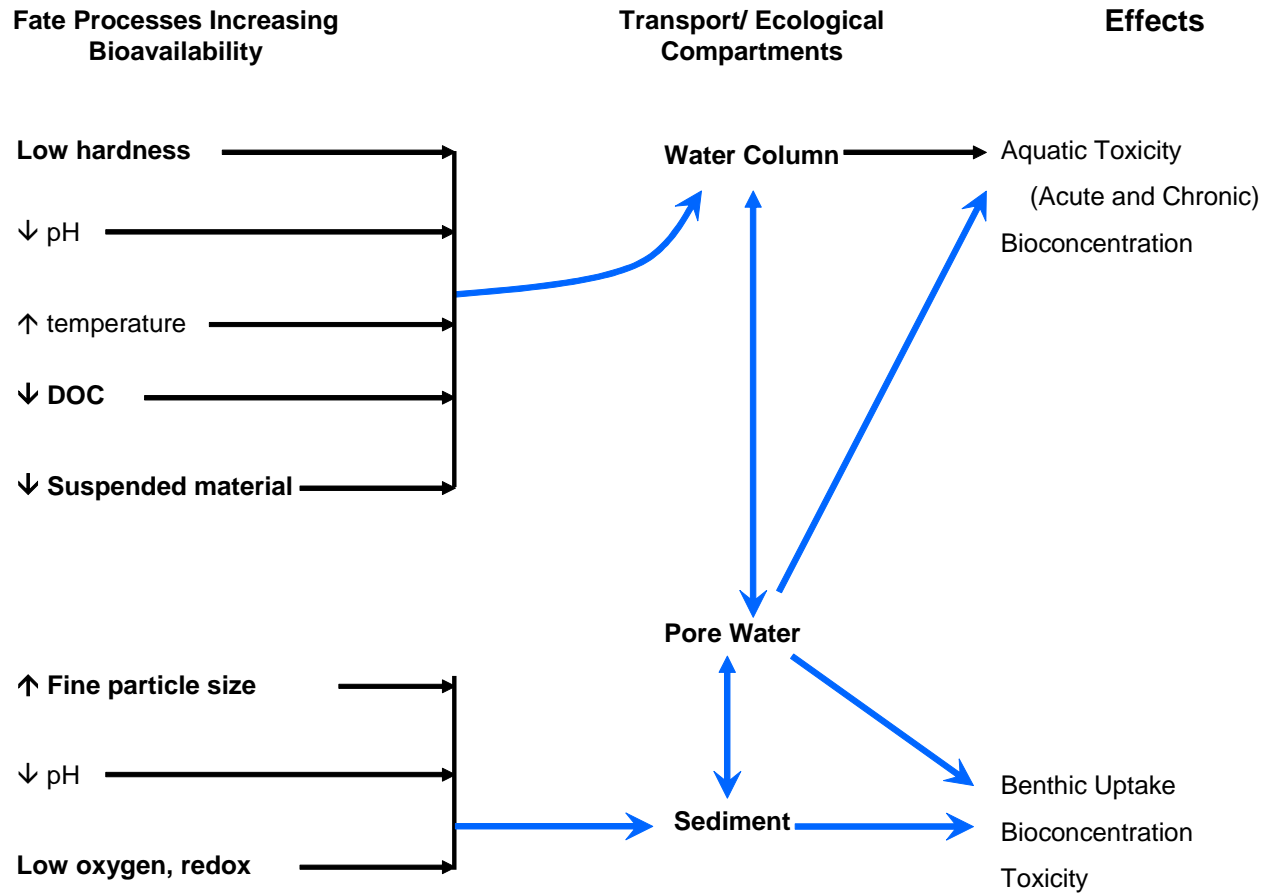 Fate Processes Increasing
Bioavailability
Transport/ Ecological
Compartments
Effects
Low hardness
↓ pH
↑ temperature
↓ DOC
↓ Suspended material
Water Column
Aquatic Toxicity
(Acute and Chronic)
Bioconcentration
Pore Water
↑ Fine particle size
↓ pH
Low oxygen, redox
Sediment
Benthic Uptake
Bioconcentration
Toxicity